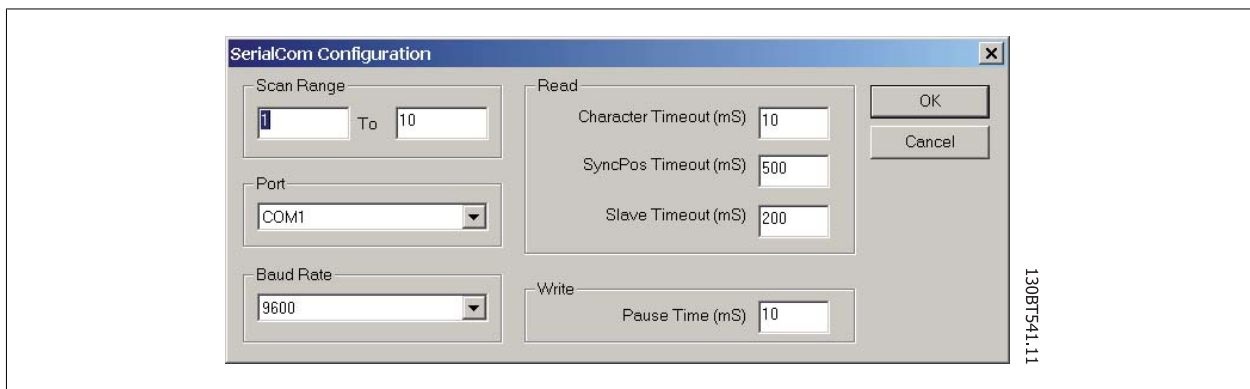 SerialCom Configuration
Scan Range
1 To 10
Port
COM1
Baud Rate
9600
Read
Character Timeout (mS) 10
SyncPos Timeout (mS) 500
Slave Timeout (mS) 200
Write
Pause Time (mS) 10
OK
Cancel
130BT541.11